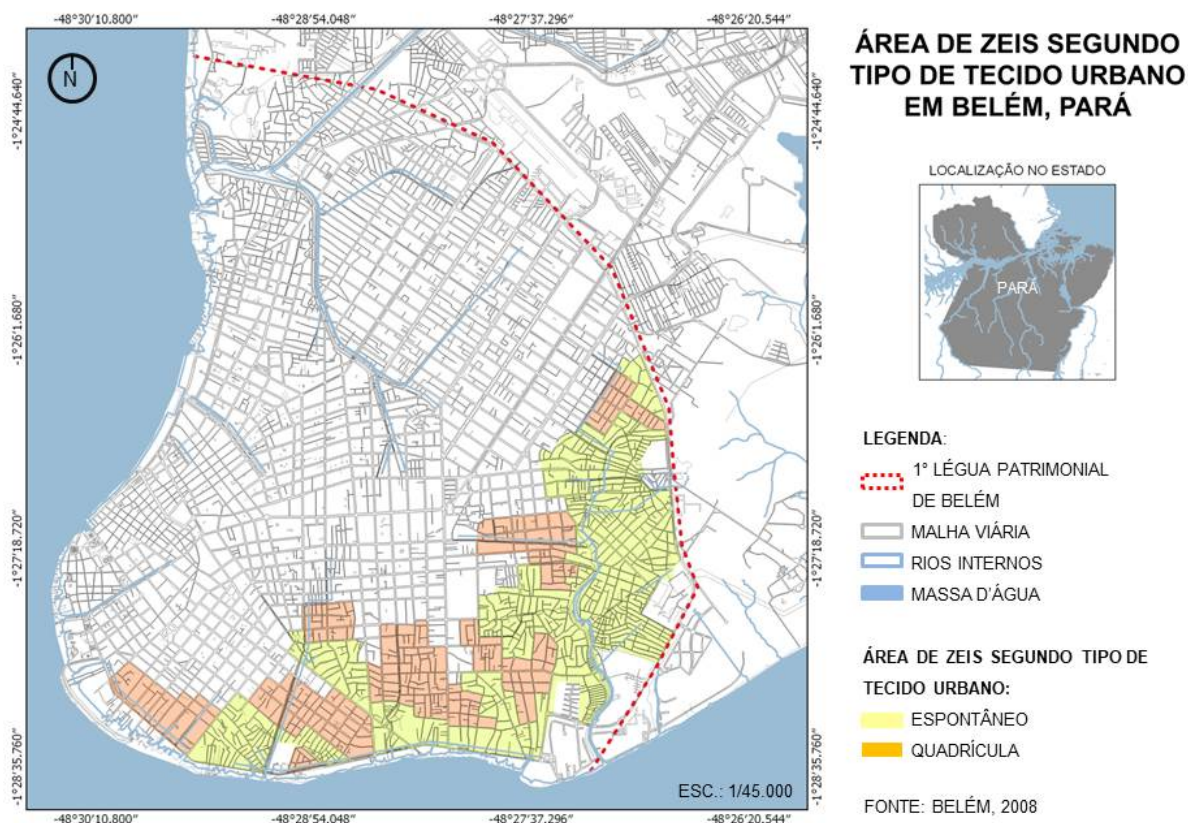 -48°30'10.800" -48°28'54.048" -48°27'37.296" -48°26'20.544"
-1°24'44.640" -1°24'44.640"
-1°26'1.680" -1°26'1.680"
-1°27'18.720" -1°27'18.720"
-1°28'35.760" -1°28'35.760"
N
ESC.: 1/45.000
-48°30'10.800" -48°28'54.048" -48°27'37.296" -48°26'20.544"
ÁREA DE ZEIS SEGUNDO
TIPO DE TECIDO URBANO
EM BELÉM, PARÁ
LOCALIZAÇÃO NO ESTADO
PARÁ
LEGENDA:
1° LÉGUA PATRIMONIAL
DE BELÉM
MALHA VIÁRIA
RIOS INTERNOS
MASSA D'ÁGUA
ÁREA DE ZEIS SEGUNDO TIPO DE
TECIDO URBANO:
ESPONTÂNEO
QUADRÍCULA
FONTE: BELÉM, 2008